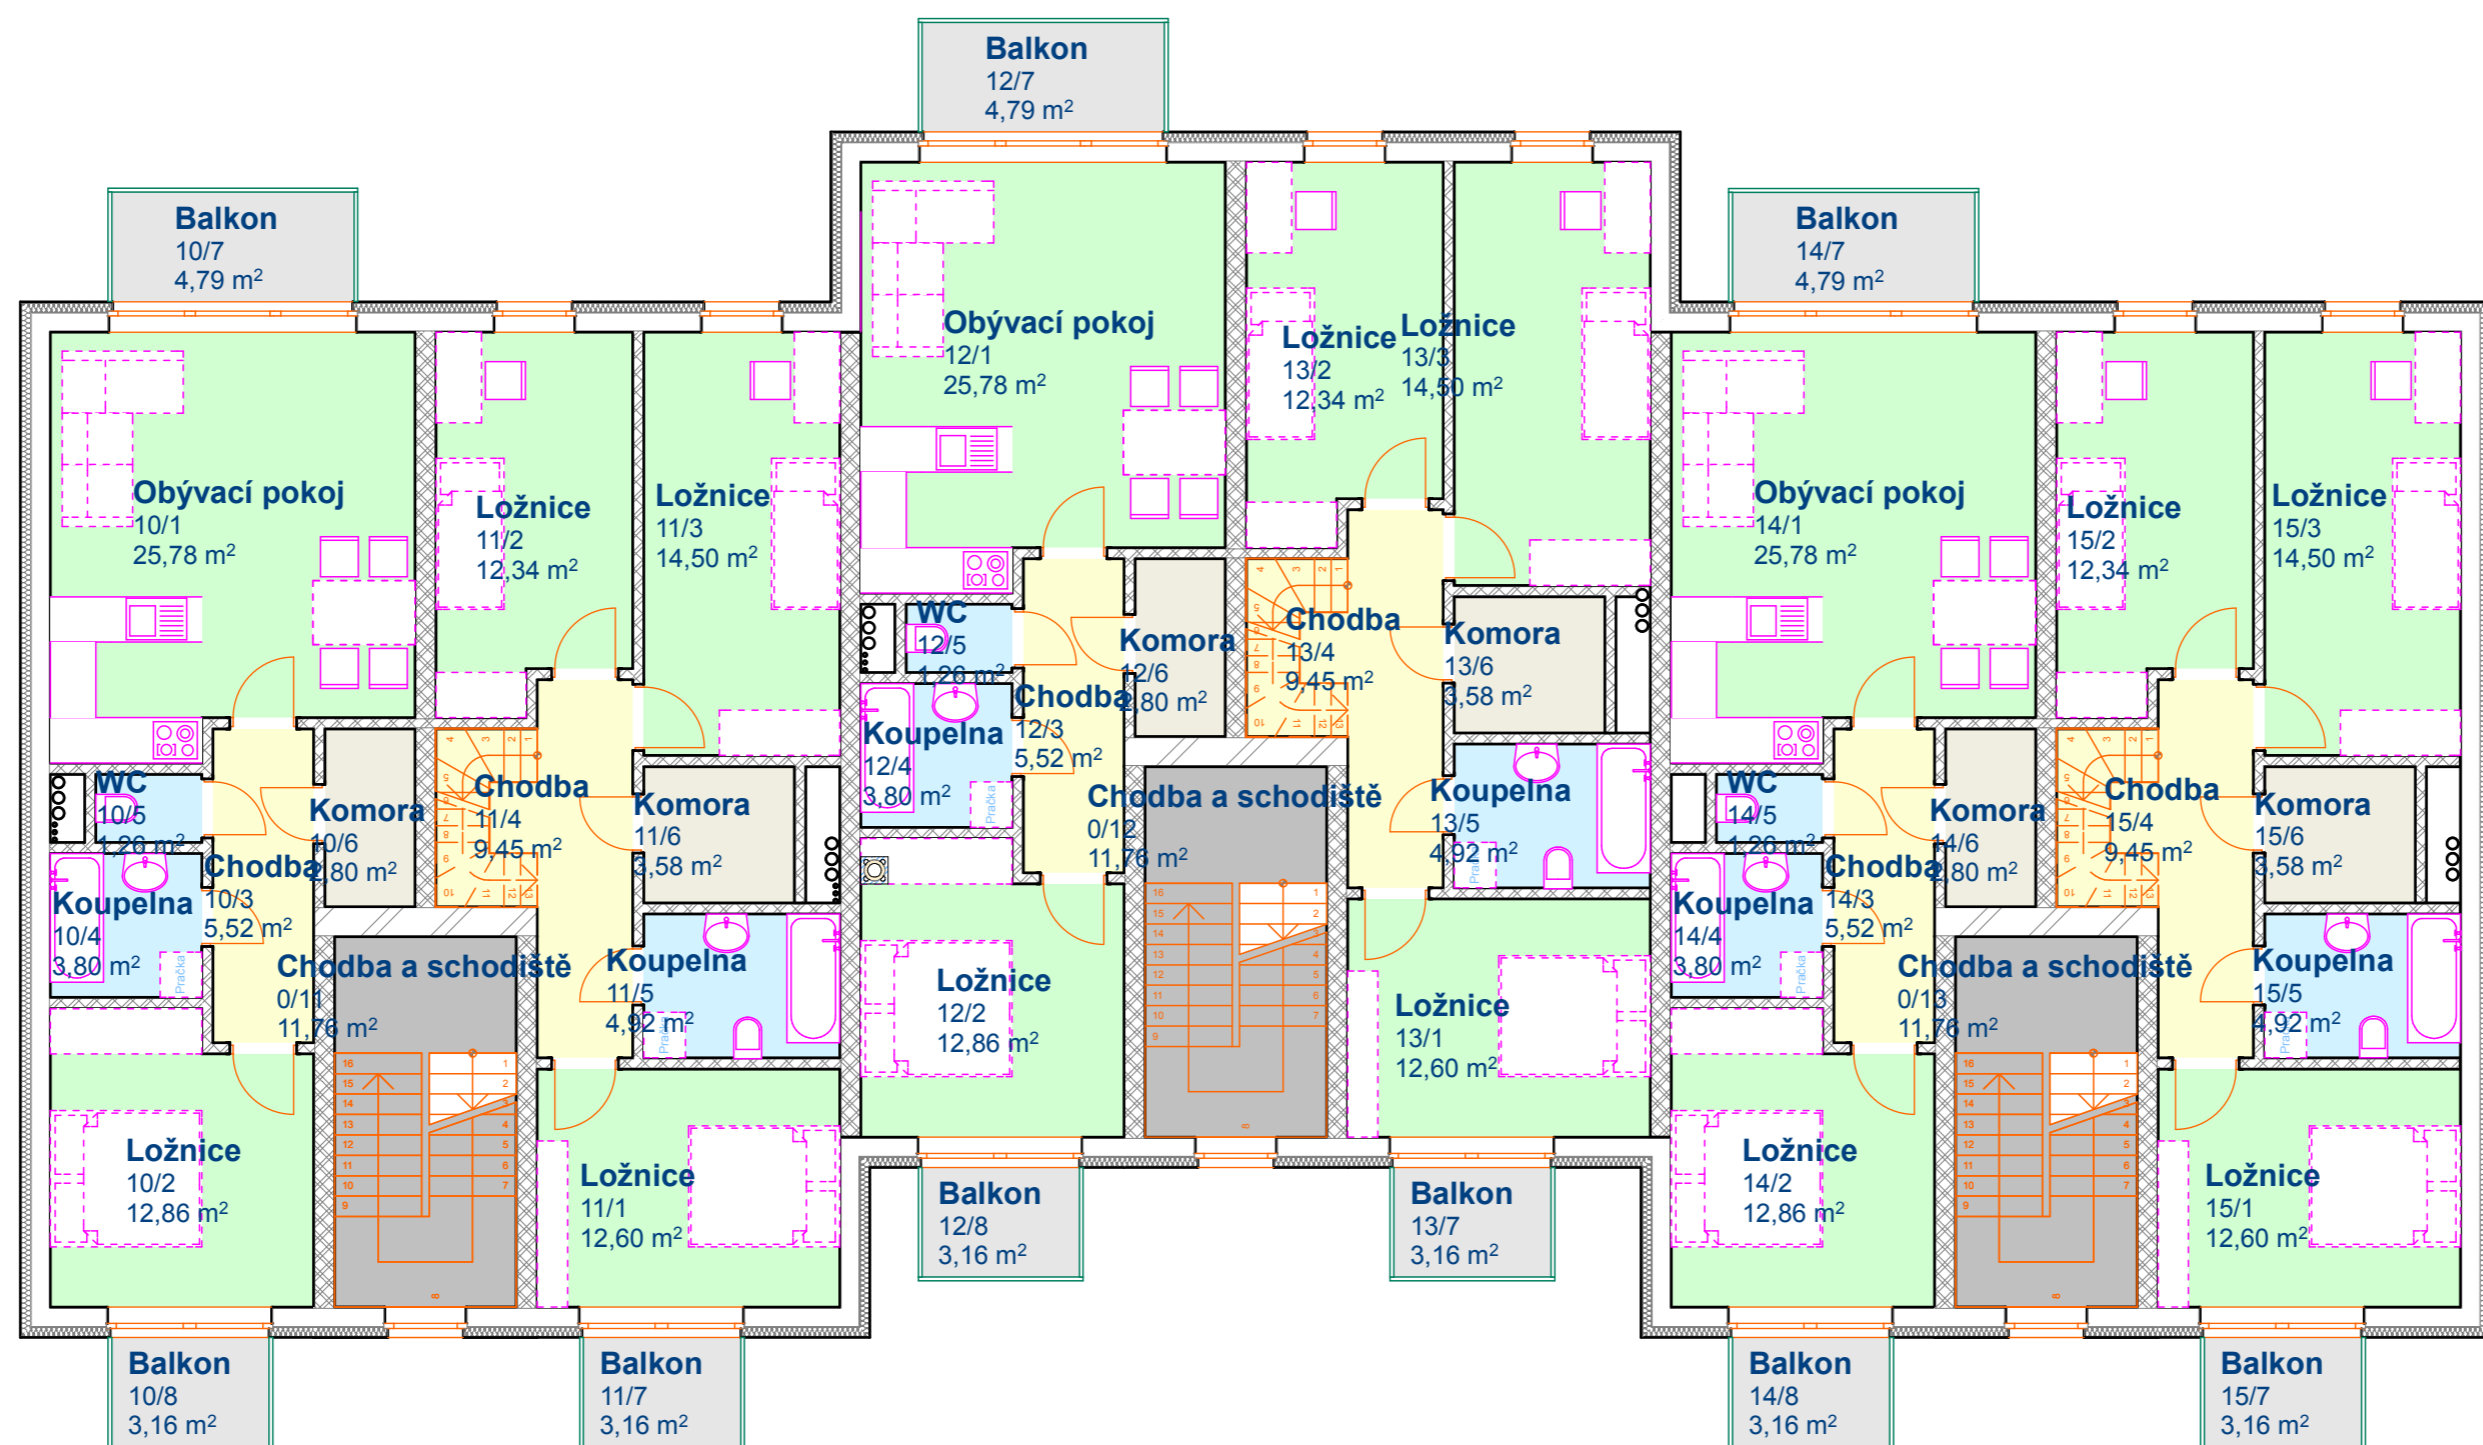 Balkon
12/7
4,79 m²
Balkon
10/7
4,79 m²
Balkon
14/7
4,79 m²
Obývací pokoj
12/1
25,78 m²
Ložnice
13/2
12,34 m²
Ložnice
13/3
14,50 m²
Obývací pokoj
10/1
25,78 m²
Ložnice
11/2
12,34 m²
Ložnice
11/3
14,50 m²
Obývací pokoj
14/1
25,78 m²
Ložnice
15/2
12,34 m²
Ložnice
15/3
14,50 m²
WC
12/5
1,26 m²
Komora
12/6
2,80 m²
Chodba
13/4
9,45 m²
Komora
13/6
3,58 m²
Chodba
12/3
5,52 m²
Koupelna
12/4
3,80 m²
Pračka
Chodba a schodiště
0/12
11,76 m²
Koupelna
13/5
4,92 m²
Pračka
WC
10/5
1,26 m²
Komora
10/6
2,80 m²
Chodba
11/4
9,45 m²
Komora
11/6
3,58 m²
Chodba
10/3
5,52 m²
Koupelna
10/4
3,80 m²
Pračka
Chodba a schodiště
0/11
11,76 m²
Koupelna
11/5
4,92 m²
Pračka
WC
14/5
1,26 m²
Komora
14/6
2,80 m²
Chodba
15/4
9,45 m²
Komora
15/6
3,58 m²
Chodba
14/3
5,52 m²
Koupelna
14/4
3,80 m²
Pračka
Chodba a schodiště
0/13
11,76 m²
Koupelna
15/5
4,92 m²
Pračka
Ložnice
12/2
12,86 m²
Ložnice
13/1
12,60 m²
Ložnice
10/2
12,86 m²
Ložnice
11/1
12,60 m²
Ložnice
14/2
12,86 m²
Ložnice
15/1
12,60 m²
Balkon
12/8
3,16 m²
Balkon
13/7
3,16 m²
Balkon
10/8
3,16 m²
Balkon
11/7
3,16 m²
Balkon
14/8
3,16 m²
Balkon
15/7
3,16 m²